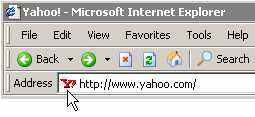 Yahoo! - Microsoft Internet Explorer
File Edit View Favorites Tools Help
Back Search
Address Y! http://www.yahoo.com/